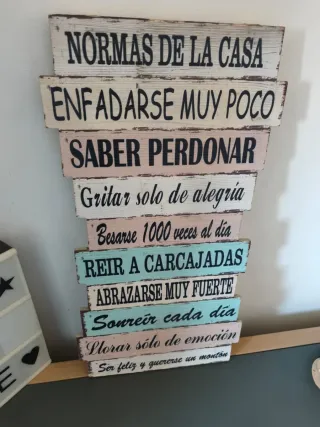 NORMAS DE LA CASA
ENFADARSE MUY POCO
SABER PERDONAR
Gritar solo de alegría
Besarse 1000 veces al día
REIR A CARCAJADAS
ABRAZARSE MUY FUERTE
Sonreír cada día
Llorar sólo de emoción
Ser feliz y quererse un montón